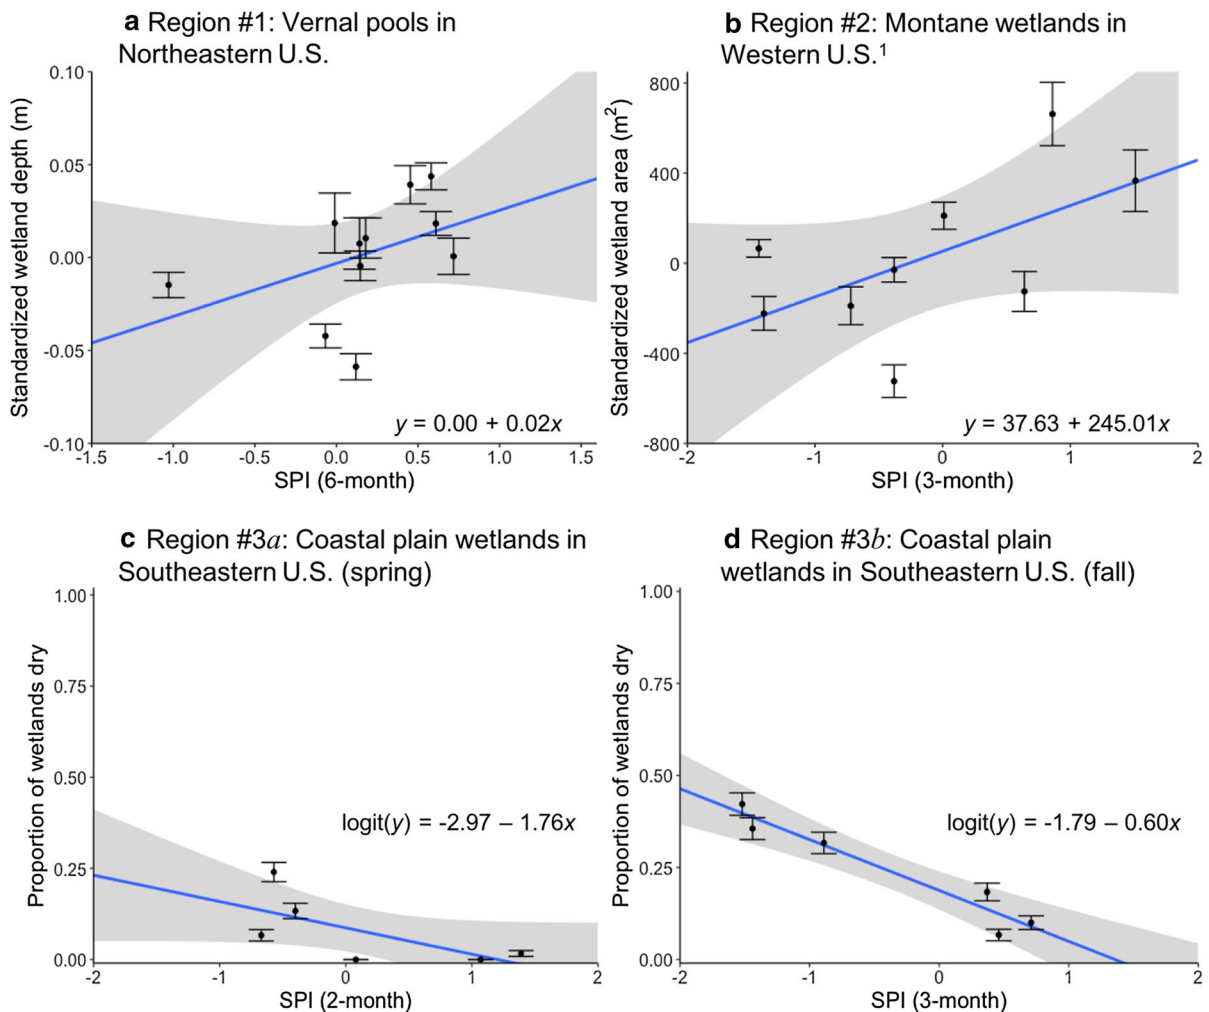 a Region #1: Vernal pools in
Northeastern U.S.
Standardized wetland depth (m)
0.10
0.05
0.00
-0.05
-0.10
y = 0.00 + 0.02x
-1.5 -1.0 -0.5 0.0 0.5 1.0 1.5
SPI (6-month)
b Region #2: Montane wetlands in
Western U.S.¹
Standardized wetland area (m²)
800
400
0
-400
-800
y = 37.63 + 245.01x
-2 -1 0 1 2
SPI (3-month)
c Region #3a: Coastal plain wetlands in
Southeastern U.S. (spring)
Proportion of wetlands dry
1.00
0.75
0.50
0.25
0.00
logit(y) = -2.97 – 1.76x
-2 -1 0 1 2
SPI (2-month)
d Region #3b: Coastal plain
wetlands in Southeastern U.S. (fall)
Proportion of wetlands dry
1.00
0.75
0.50
0.25
0.00
logit(y) = -1.79 – 0.60x
-2 -1 0 1 2
SPI (3-month)